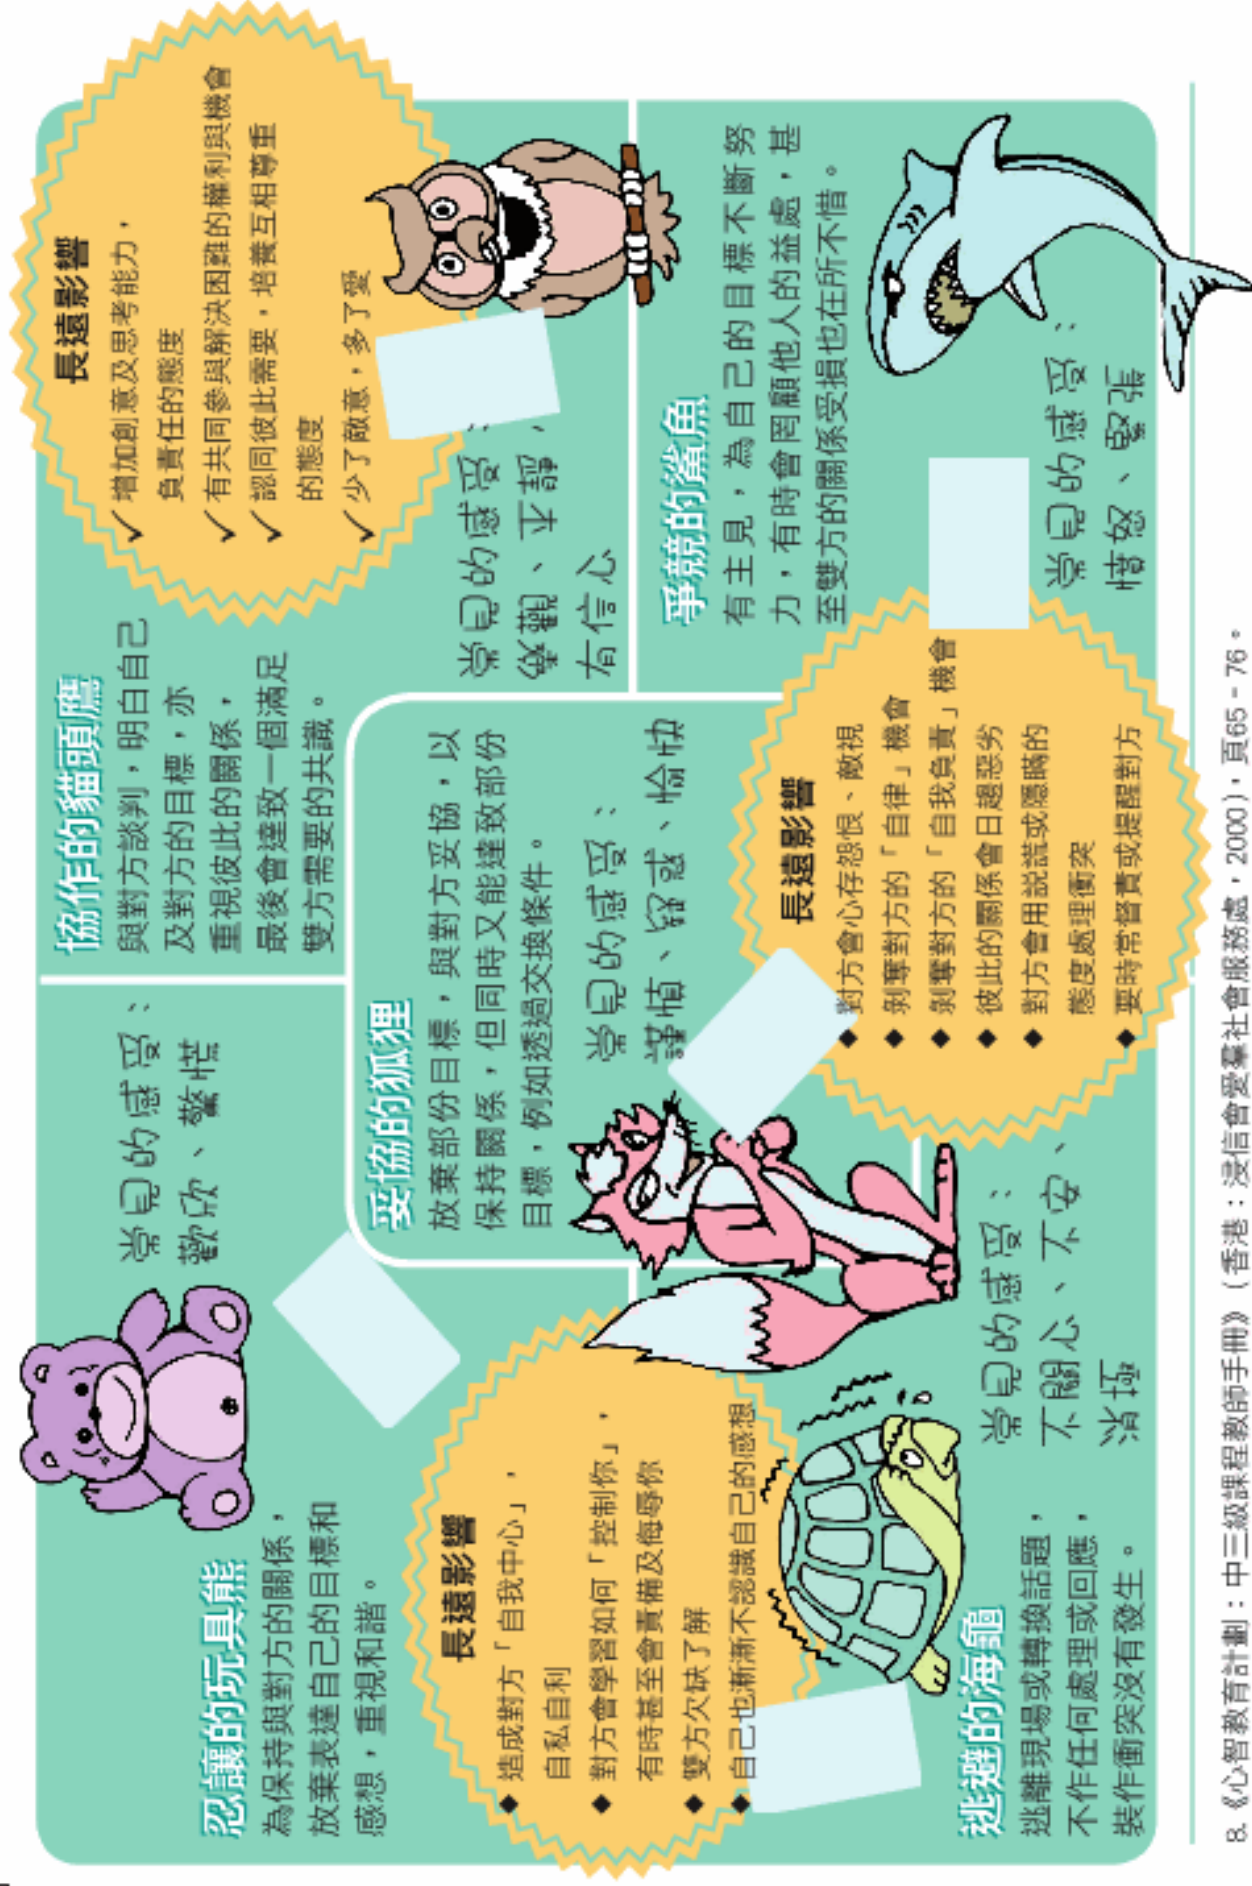 忍讓的玩具熊
為保持與對方的關係，
放棄表達自己的目標和
感想，重視和諧。
常見的感受：
歡欣、驚慌
協作的貓頭鷹
與對方談判，明白自己
及對方的目標，亦
重視彼此的關係，
最後會達致一個滿足
雙方需要的共識。
常見的感受：
樂觀、平靜、
有信心
長遠影響
✓ 增加創意及思考能力，
負責任的態度
✓ 有共同參與解決困難的權利與機會
✓ 認同彼此需要，培養互相尊重
的態度
✓ 少了敵意，多了愛
妥協的狐狸
放棄部份目標，與對方妥協，以
保持關係，但同時又能達致部份
目標，例如透過交換條件。
常見的感受：
謹慎、疑惑、愉快
長遠影響
◆ 造成對方「自我中心」，
自私自利
◆ 對方會學習如何「控制你」，
有時甚至會責備及侮辱你
◆ 雙方欠缺了解
◆ 自己也漸漸不認識自己的感想
逃避的海龜
逃離現場或轉換話題，
不作任何處理或回應，
裝作衝突沒有發生。
常見的感受：
不關心、不安、
消極
爭競的鯊魚
有主見，為自己的目標不斷努
力，有時會罔顧他人的益處，甚
至雙方的關係受損也在所不惜。
常見的感受：
憤怒、緊張
長遠影響
◆ 對方會心存怨恨、敵視
◆ 剝奪對方的「自律」機會
◆ 剝奪對方的「自我負責」機會
◆ 彼此的關係會日趨惡劣
◆ 對方會用說謊或隱瞞的
態度處理衝突
◆ 要時常督責或提醒對方
8.《心智教育計劃：中三級課程教師手冊》（香港：浸信會愛羣社會服務處，2000），頁65－76。